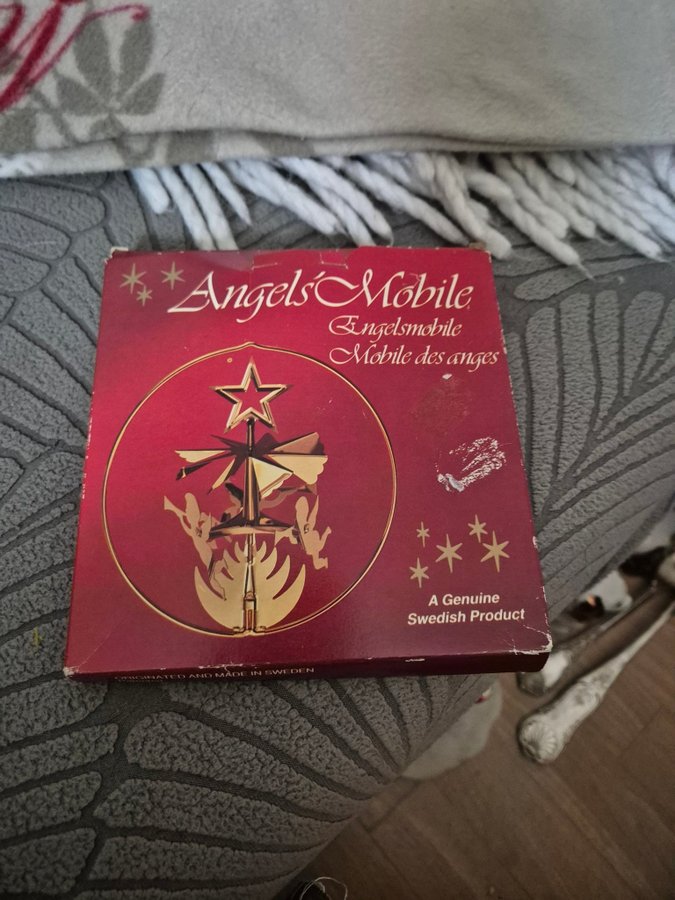 Angels' Mobile
Engelsmobile
Mobile des anges
A Genuine
Swedish Product
ORIGINATED AND MADE IN SWEDEN